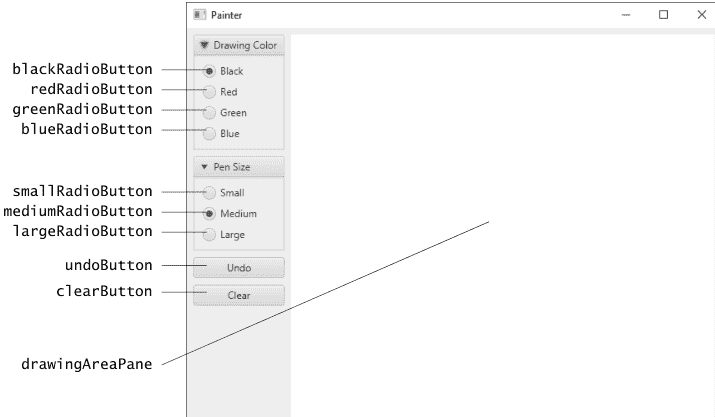 Painter
Drawing Color
blackRadioButton Black
redRadioButton Red
greenRadioButton Green
blueRadioButton Blue
Pen Size
smallRadioButton Small
mediumRadioButton Medium
largeRadioButton Large
undoButton Undo
clearButton Clear
drawingAreaPane